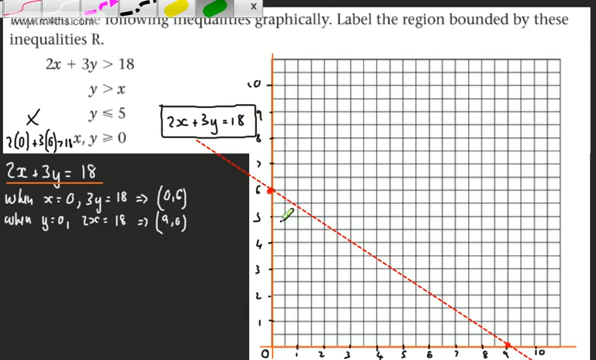 www.m4ths.com following inequalities graphically. Label the region bounded by these
inequalities R.
2x + 3y > 18
y > x
y ⩽ 5
x, y ⩾ 0
2(0)+3(0)>18
2x+3y=18
2x+3y=18
when x=0, 3y=18 ⇒ (0,6)
when y=0, 2x=18 ⇒ (9,0)
10
9
8
7
6
5
4
3
2
1
0 1 2 3 4 5 6 7 8 9 10